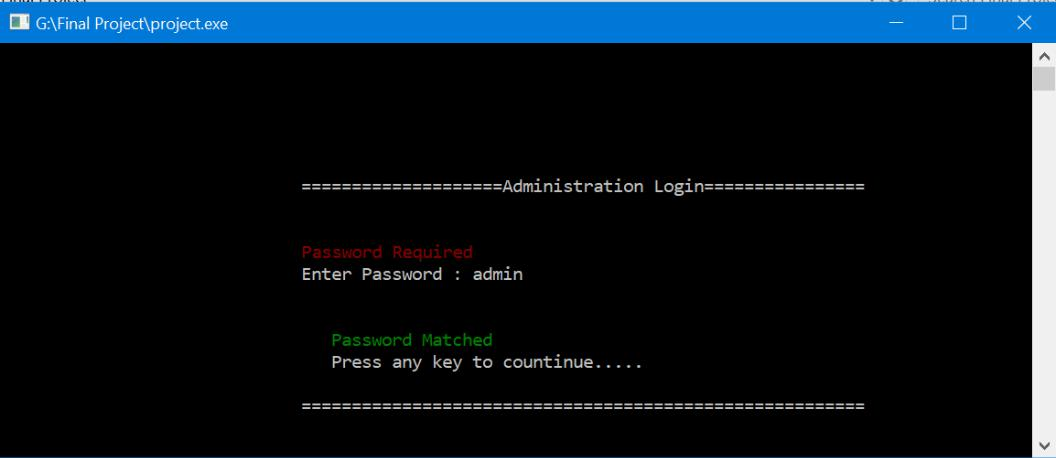 G:\Final Project\project.exe
====================Administration Login================
Password Required
Enter Password : admin
Password Matched
Press any key to countinue.....
========================================================